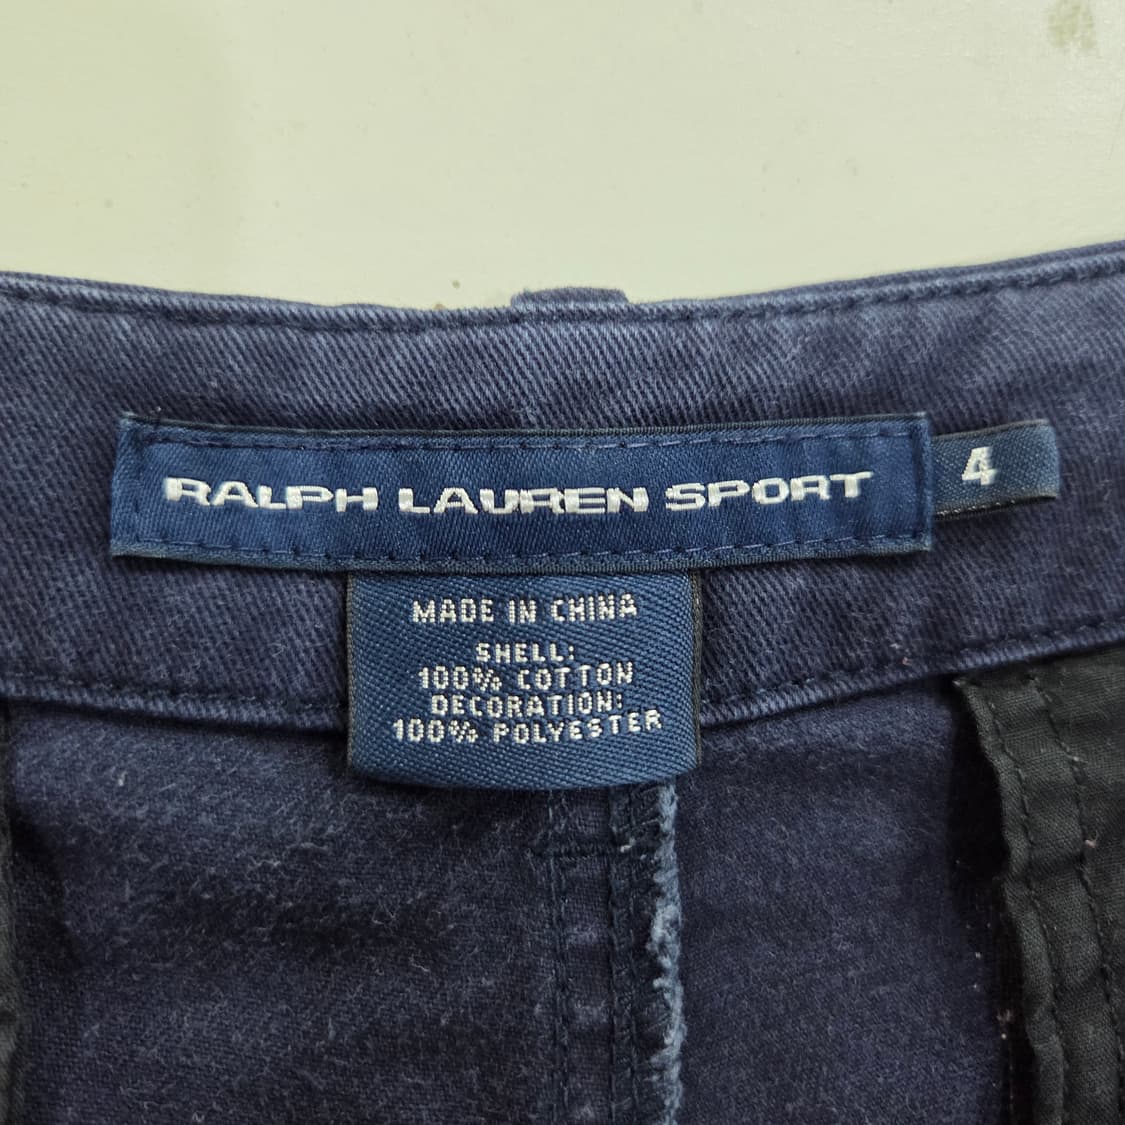 RALPH LAUREN SPORT
4
MADE IN CHINA
SHELL:
100% COTTON
DECORATION:
100% POLYESTER